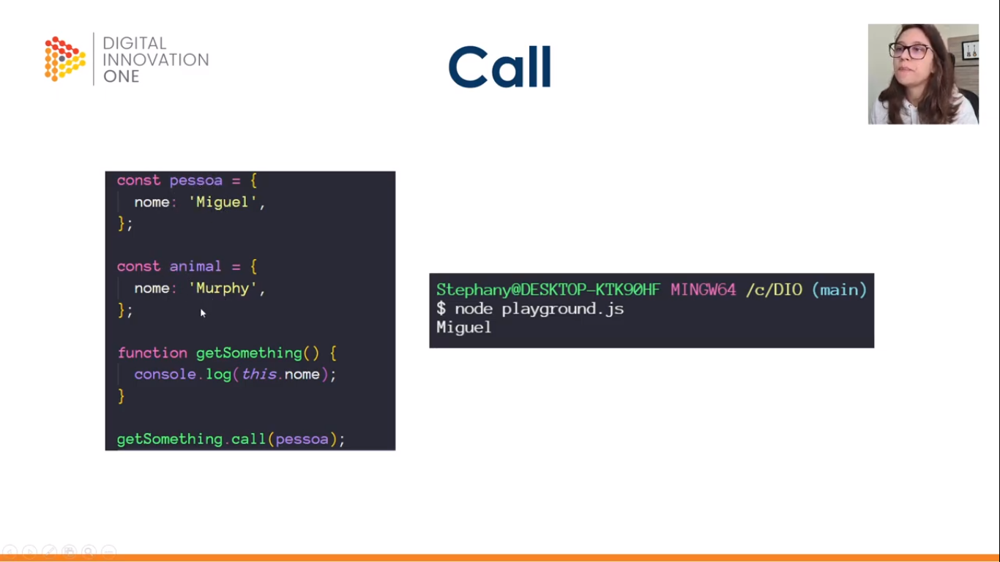 DIGITAL
INNOVATION
ONE
Call
const pessoa = {
nome: 'Miguel',
};
const animal = {
nome: 'Murphy',
};
function getSomething() {
console.log(this.nome);
}
getSomething.call(pessoa);
Stephany@DESKTOP-KTK90HF MINGW64 /c/DIO (main)
$ node playground.js
Miguel